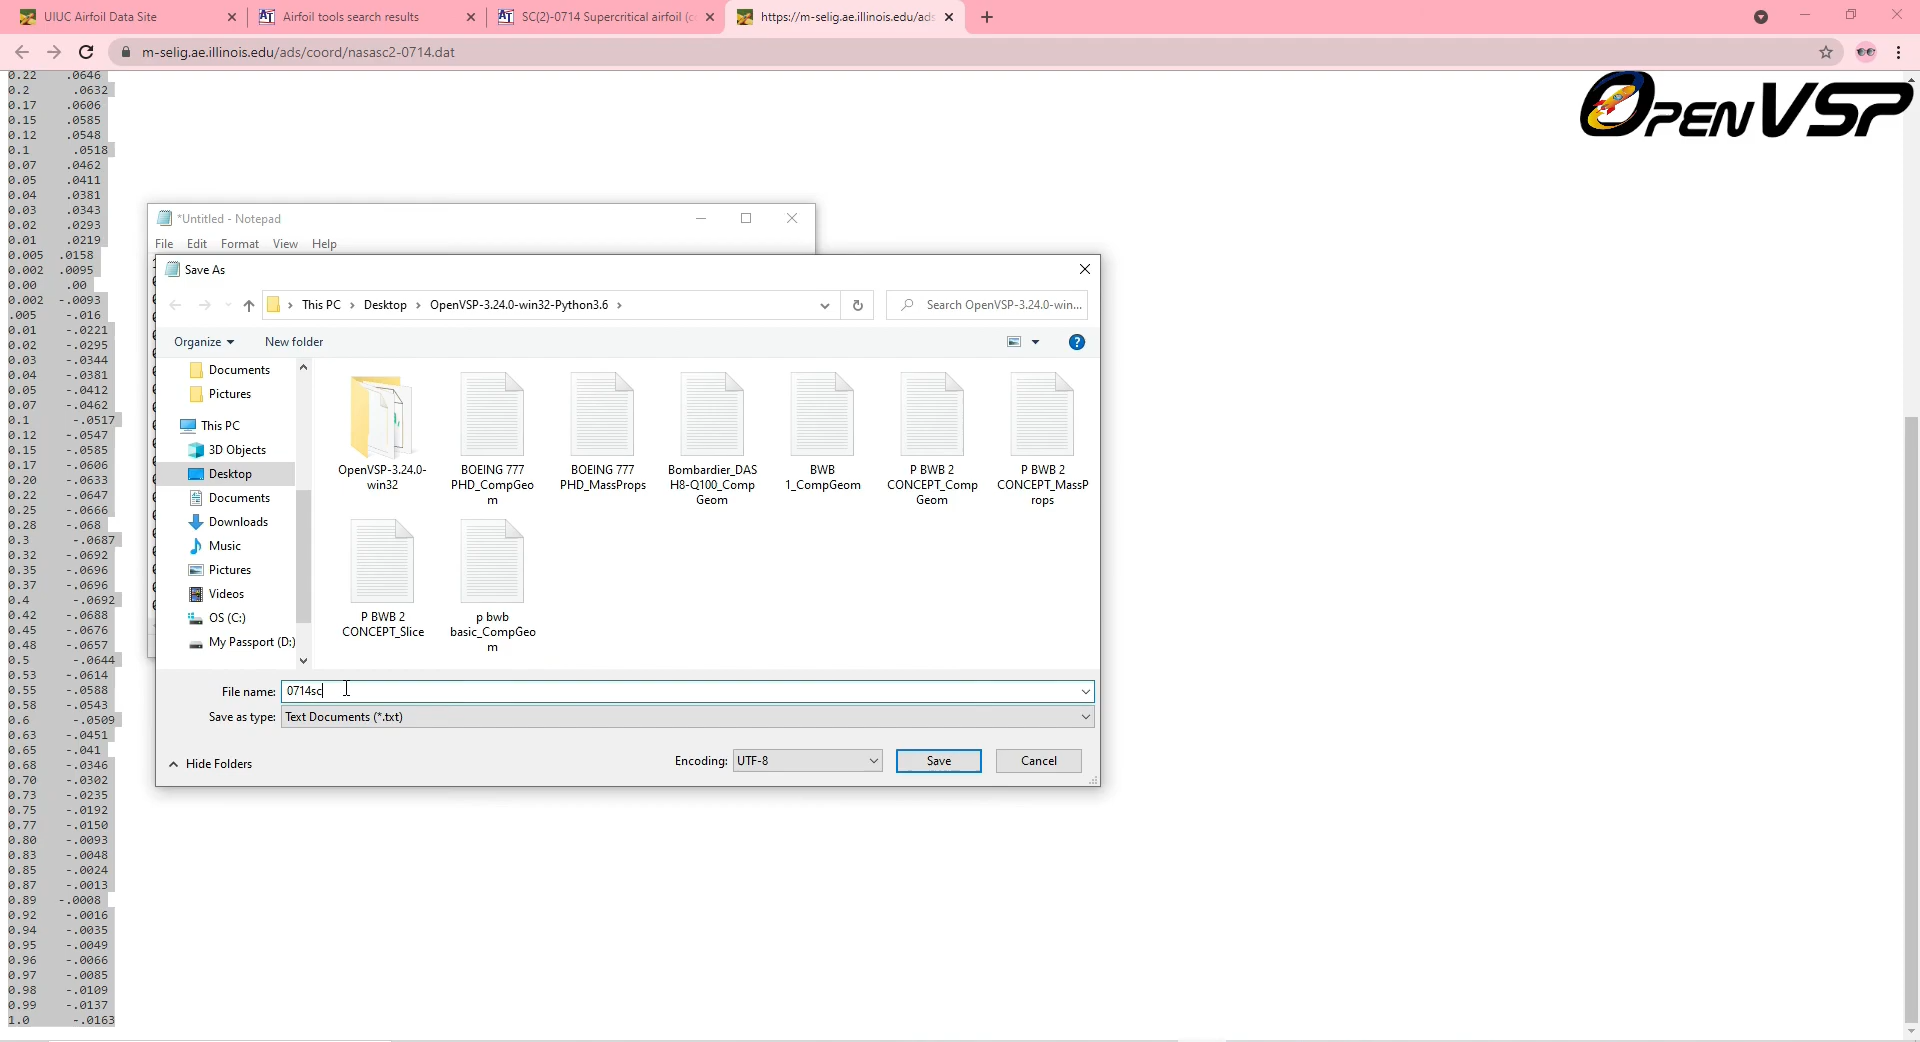 UIUC Airfoil Data Site
Airfoil tools search results
SC(2)-0714 Supercritical airfoil (c
https://m-selig.ae.illinois.edu/ads
m-selig.ae.illinois.edu/ads/coord/nasasc2-0714.dat
OpenVSP
0.22 .0646
0.2 .0632
0.17 .0606
0.15 .0585
0.12 .0548
0.1 .0518
0.07 .0462
0.05 .0411
0.04 .0381
0.03 .0343
0.02 .0293
0.01 .0219
0.005 .0158
0.002 .0095
0.00 .00
0.002 -.0093
.005 -.016
0.01 -.0221
0.02 -.0295
0.03 -.0344
0.04 -.0381
0.05 -.0412
0.07 -.0462
0.1 -.0517
0.12 -.0547
0.15 -.0585
0.17 -.0606
0.20 -.0633
0.22 -.0647
0.25 -.0666
0.28 -.068
0.3 -.0687
0.32 -.0692
0.35 -.0696
0.37 -.0696
0.4 -.0692
0.42 -.0688
0.45 -.0676
0.48 -.0657
0.5 -.0644
0.53 -.0614
0.55 -.0588
0.58 -.0543
0.6 -.0509
0.63 -.0451
0.65 -.041
0.68 -.0346
0.70 -.0302
0.73 -.0235
0.75 -.0192
0.77 -.0150
0.80 -.0093
0.83 -.0048
0.85 -.0024
0.87 -.0013
0.89 -.0008
0.92 -.0016
0.94 -.0035
0.95 -.0049
0.96 -.0066
0.97 -.0085
0.98 -.0109
0.99 -.0137
1.0 -.0163
*Untitled - Notepad
File Edit Format View Help
Save As
This PC > Desktop > OpenVSP-3.24.0-win32-Python3.6 >
Search OpenVSP-3.24.0-win...
Organize New folder
Documents
Pictures
This PC
3D Objects
Desktop
Documents
Downloads
Music
Pictures
Videos
OS (C:)
My Passport (D:)
OpenVSP-3.24.0-
win32
BOEING 777
PHD_CompGeo
m
BOEING 777
PHD_MassProps
Bombardier_DAS
H8-Q100_Comp
Geom
BWB
1_CompGeom
P BWB 2
CONCEPT_Comp
Geom
P BWB 2
CONCEPT_MassP
rops
P BWB 2
CONCEPT_Slice
p bwb
basic_CompGeo
m
File name: 0714sc
Save as type: Text Documents (*.txt)
Hide Folders
Encoding: UTF-8
Save
Cancel